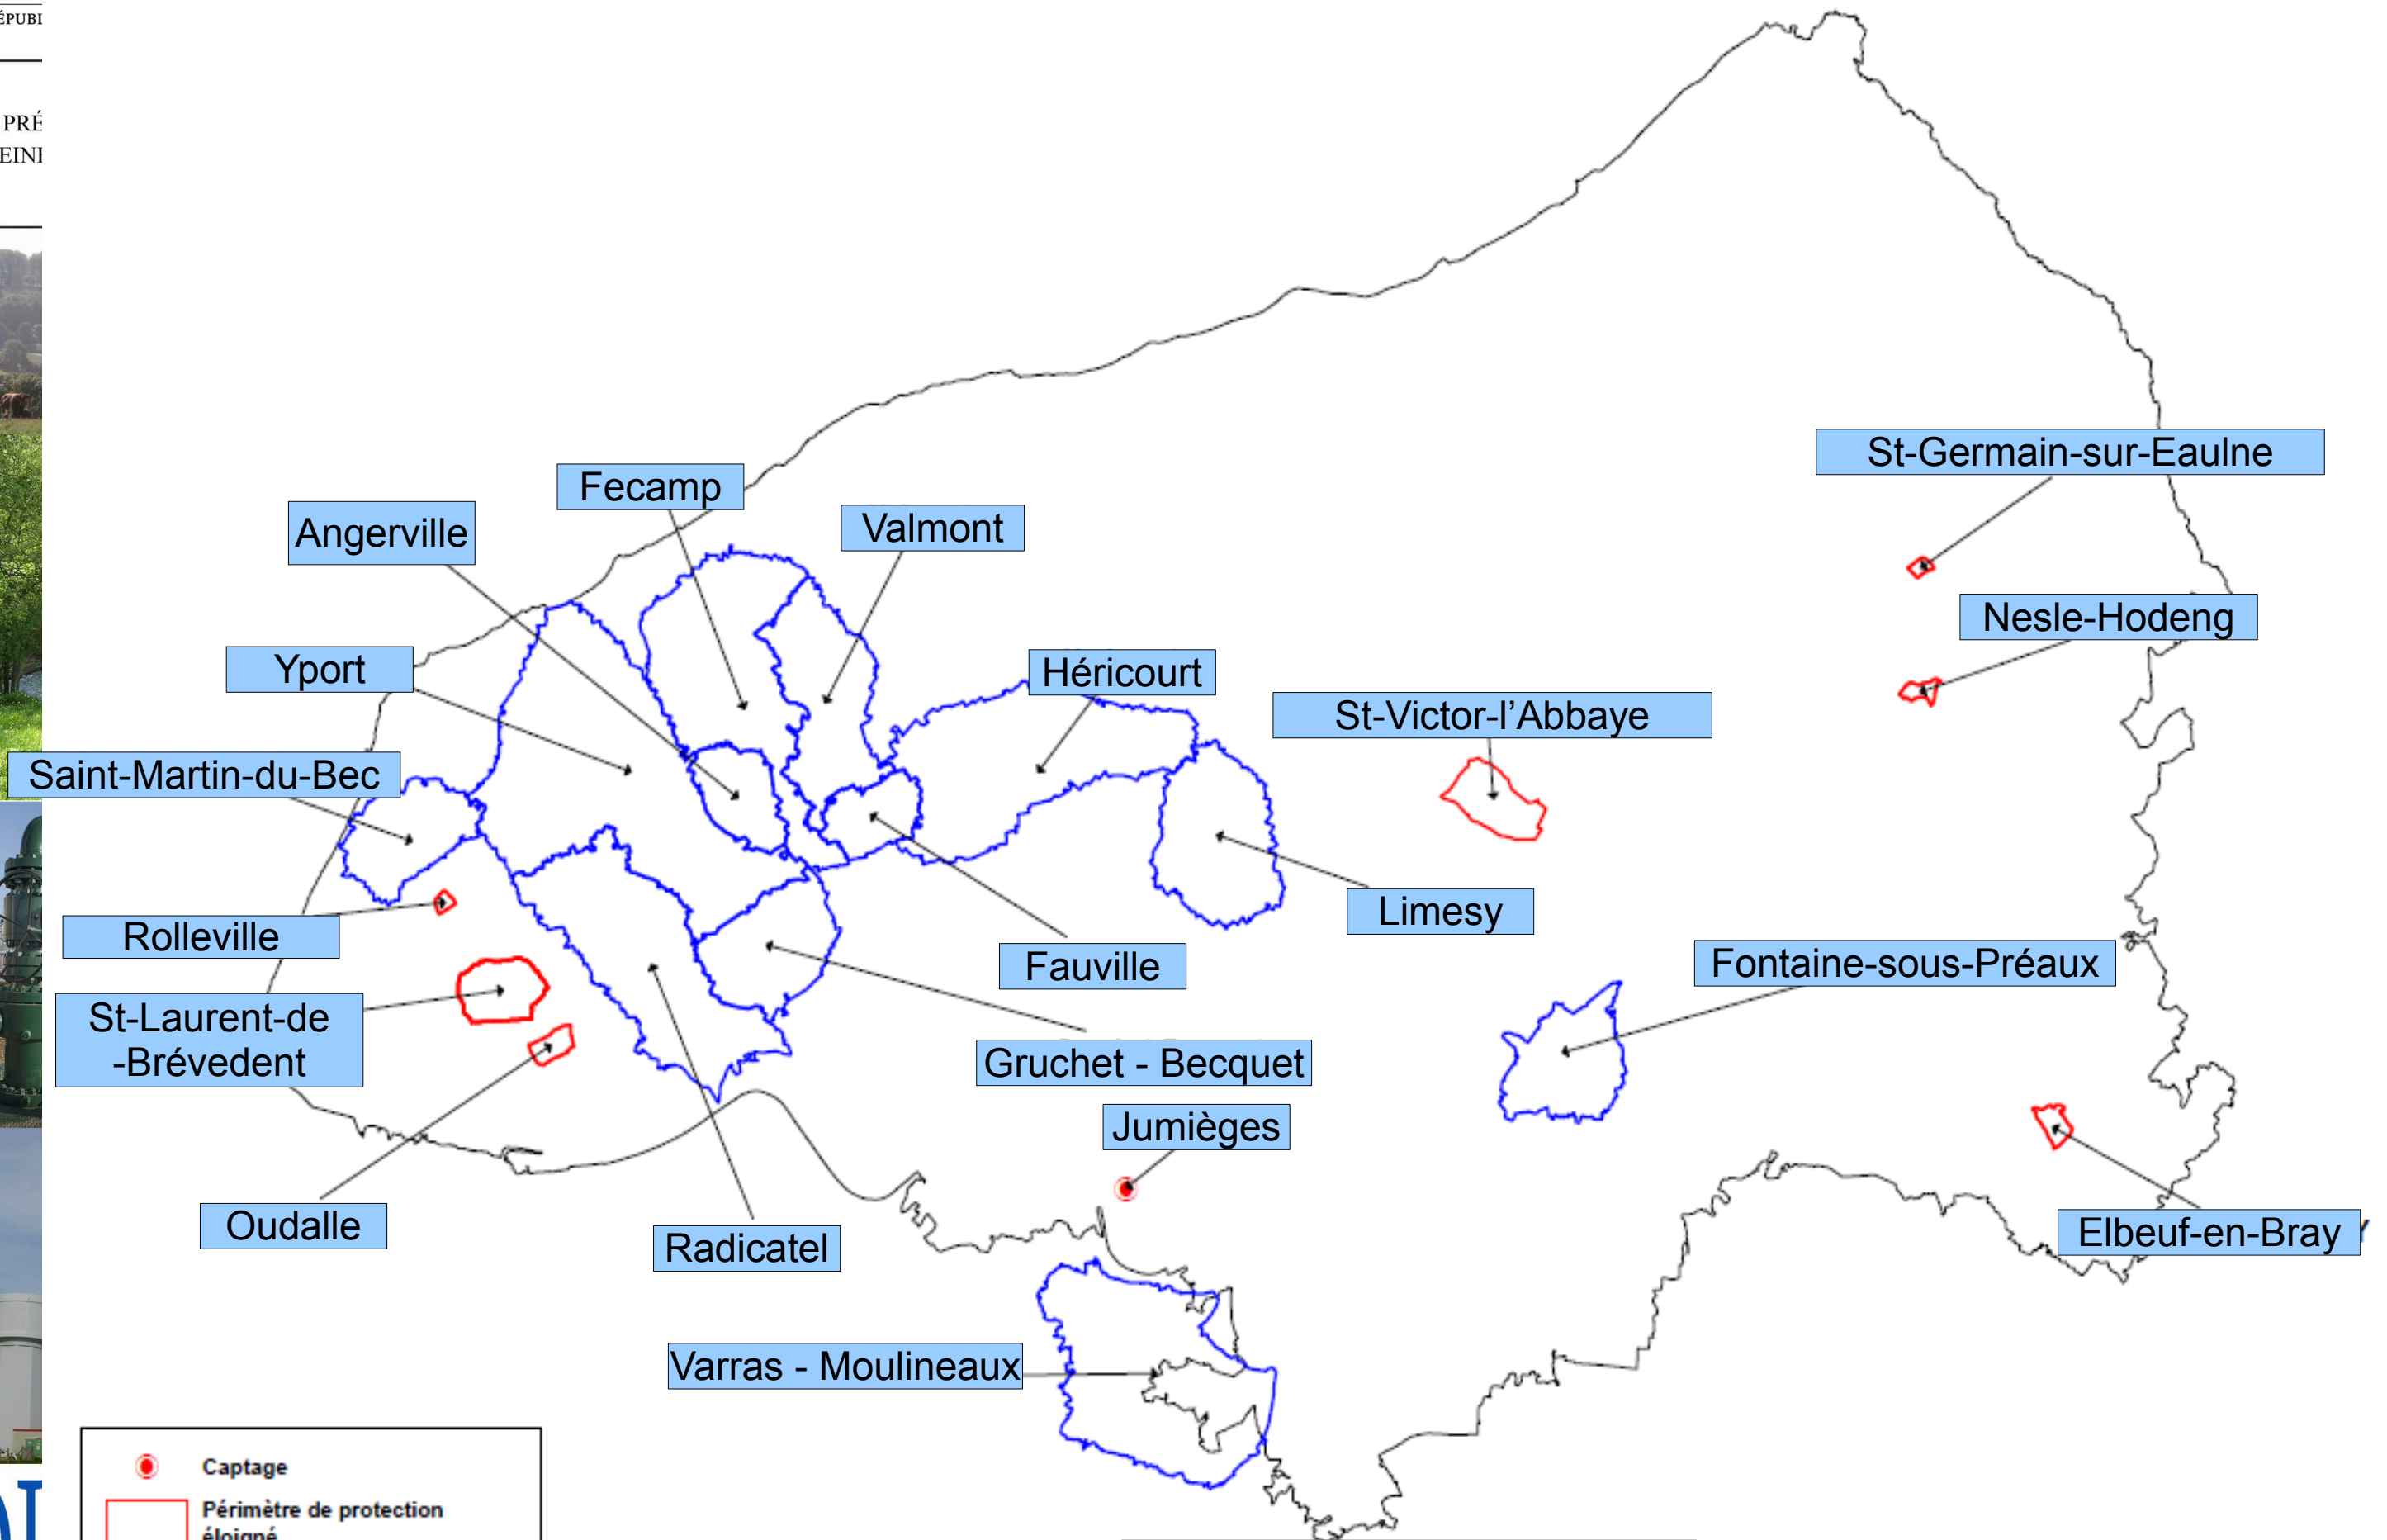 PRÉ
Fecamp
Angerville
Valmont
St-Germain-sur-Eaulne
Nesle-Hodeng
Yport
Héricourt
St-Victor-l’Abbaye
Saint-Martin-du-Bec
Rolleville
Limesy
Fauville
Fontaine-sous-Préaux
St-Laurent-de
-Brévedent
Gruchet - Becquet
Jumièges
Oudalle
Radicatel
Elbeuf-en-Bray
Varras - Moulineaux
Captage
Périmètre de protection
éloigné